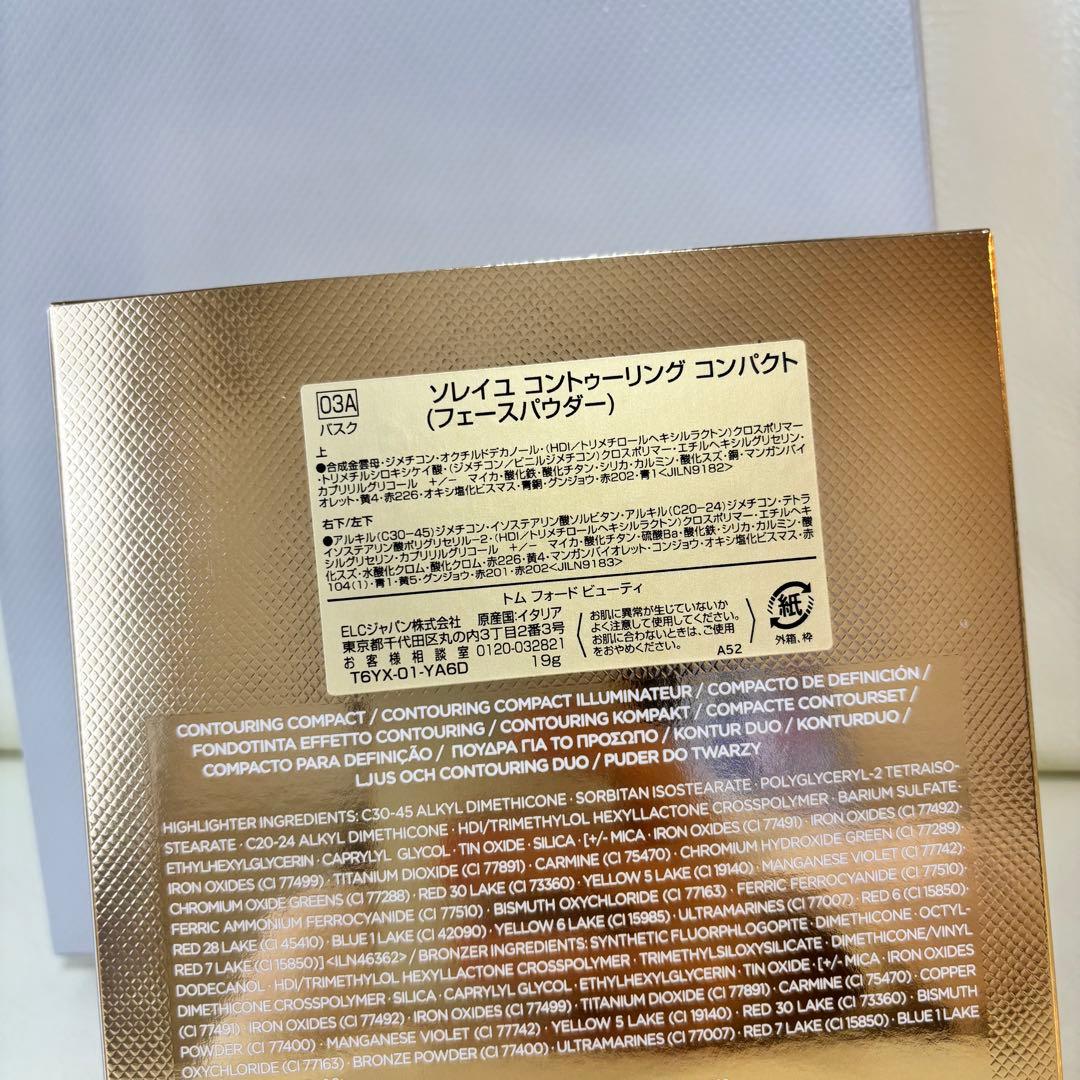 03A
バスク
ソレイユ コントゥーリング コンパクト
(フェースパウダー)
上
●合成金雲母・ジメチコン・オクチルドデカノール・(HDI/トリメチロールヘキシルラクトン)クロスポリマー
・トリメチルシロキシケイ酸・(ジメチコン/ビニルジメチコン)クロスポリマー・エチルヘキシルグリセリン・
カプリリルグリコール +/- マイカ・酸化鉄・酸化チタン・シリカ・カルミン・酸化スズ・銅・マンガンバイ
オレット・黄4・赤226・オキシ塩化ビスマス・青銅・グンジョウ・赤202・青1<JILN9182>
右下/左下
●アルキル(C30-45)ジメチコン・イソステアリン酸ソルビタン・アルキル(C20-24)ジメチコン・テトラ
イソステアリン酸ポリグリセリル-2・(HDI/トリメチロールヘキシルラクトン)クロスポリマー・エチルヘキ
シルグリセリン・カプリリルグリコール +/- マイカ・酸化チタン・硫酸Ba・酸化鉄・シリカ・カルミン・酸
化スズ・水酸化クロム・酸化クロム・赤226・黄4・マンガンバイオレット・コンジョウ・オキシ塩化ビスマス・赤
104(1)・青1・黄5・グンジョウ・赤201・赤202<JILN9183>
トム フォード ビューティ
ELCジャパン株式会社 原産国:イタリア
東京都千代田区丸の内3丁目2番3号
お客様相談室 0120-032821
T6YX-01-YA6D 19g
お肌に異常が生じていないか
よく注意して使用してください。
お肌に合わないときは、ご使用
をおやめください。 A52
紙
外箱、枠
CONTOURING COMPACT / CONTOURING COMPACT ILLUMINATEUR / COMPACTO DE DEFINICIÓN /
FONDOTINTA EFFETTO CONTOURING / CONTOURING KOMPAKT / COMPACTE CONTOURSET /
COMPACTO PARA DEFINIÇÃO / ΠΟΥΔΡΑ ΓΙΑ ΤΟ ΠΡΟΣΩΠΟ / KONTUR DUO / KONTURDUO /
LJUS OCH CONTOURING DUO / PUDER DO TWARZY
HIGHLIGHTER INGREDIENTS: C30-45 ALKYL DIMETHICONE · SORBITAN ISOSTEARATE · POLYGLYCERYL-2 TETRAISO-
STEARATE · C20-24 ALKYL DIMETHICONE · HDI/TRIMETHYLOL HEXYLLACTONE CROSSPOLYMER · BARIUM SULFATE ·
ETHYLHEXYLGLYCERIN · CAPRYLYL GLYCOL · TIN OXIDE · SILICA · [+/- MICA · IRON OXIDES (CI 77491) · IRON OXIDES (CI 77492) ·
IRON OXIDES (CI 77499) · TITANIUM DIOXIDE (CI 77891) · CARMINE (CI 75470) · CHROMIUM HYDROXIDE GREEN (CI 77289) ·
CHROMIUM OXIDE GREENS (CI 77288) · RED 30 LAKE (CI 73360) · YELLOW 5 LAKE (CI 19140) · MANGANESE VIOLET (CI 77742) ·
FERRIC AMMONIUM FERROCYANIDE (CI 77510) · BISMUTH OXYCHLORIDE (CI 77163) · FERRIC FERROCYANIDE (CI 77510) ·
RED 28 LAKE (CI 45410) · BLUE 1 LAKE (CI 42090) · YELLOW 6 LAKE (CI 15985) · ULTRAMARINES (CI 77007) · RED 6 (CI 15850) ·
RED 7 LAKE (CI 15850)] <ILN46362> / BRONZER INGREDIENTS: SYNTHETIC FLUORPHLOGOPITE · DIMETHICONE · OCTYL-
DODECANOL · HDI/TRIMETHYLOL HEXYLLACTONE CROSSPOLYMER · TRIMETHYLSILOXYSILICATE · DIMETHICONE/VINYL
DIMETHICONE CROSSPOLYMER · SILICA · CAPRYLYL GLYCOL · ETHYLHEXYLGLYCERIN · TIN OXIDE · [+/- MICA · IRON OXIDES
(CI 77491) · IRON OXIDES (CI 77492) · IRON OXIDES (CI 77499) · TITANIUM DIOXIDE (CI 77891) · CARMINE (CI 75470) · COPPER
POWDER (CI 77400) · MANGANESE VIOLET (CI 77742) · YELLOW 5 LAKE (CI 19140) · RED 30 LAKE (CI 73360) · BISMUTH
OXYCHLORIDE (CI 77163) · BRONZE POWDER (CI 77400) · ULTRAMARINES (CI 77007) · RED 7 LAKE (CI 15850) · BLUE 1 LAKE